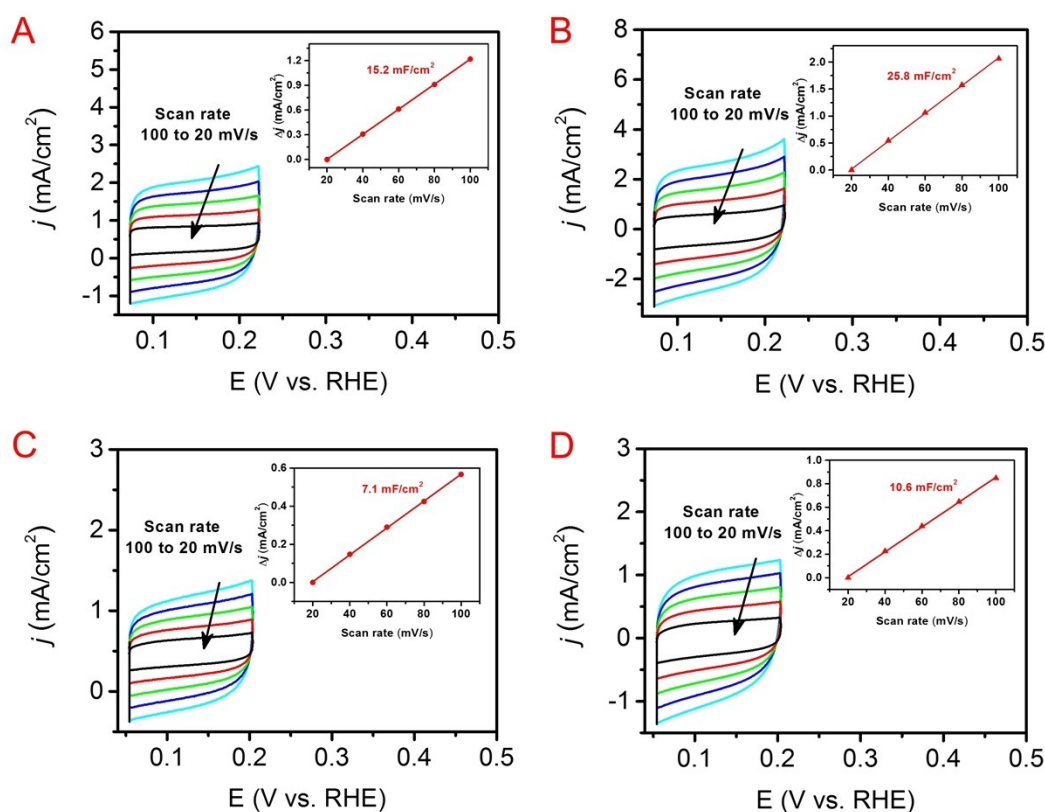 A
j (mA/cm²)
6
5
4
3
2
1
0
-1
0.1
0.2
0.3
0.4
0.5
E (V vs. RHE)
Scan rate
100 to 20 mV/s
Δj (mA/cm²)
1.2
0.9
0.6
0.3
0.0
15.2 mF/cm²
20
40
60
80
100
Scan rate (mV/s)
B
j (mA/cm²)
8
6
4
2
0
-2
0.1
0.2
0.3
0.4
0.5
E (V vs. RHE)
Scan rate
100 to 20 mV/s
Δj (mA/cm²)
2.0
1.5
1.0
0.5
0.0
25.8 mF/cm²
20
40
60
80
100
Scan rate (mV/s)
C
j (mA/cm²)
3
2
1
0
0.1
0.2
0.3
0.4
0.5
E (V vs. RHE)
Scan rate
100 to 20 mV/s
Δj (mA/cm²)
0.6
0.4
0.2
0.0
7.1 mF/cm²
20
40
60
80
100
Scan rate (mV/s)
D
j (mA/cm²)
3
2
1
0
-1
0.1
0.2
0.3
0.4
0.5
E (V vs. RHE)
Scan rate
100 to 20 mV/s
Δj (mA/cm²)
1.0
0.8
0.6
0.4
0.2
0.0
10.6 mF/cm²
20
40
60
80
100
Scan rate (mV/s)